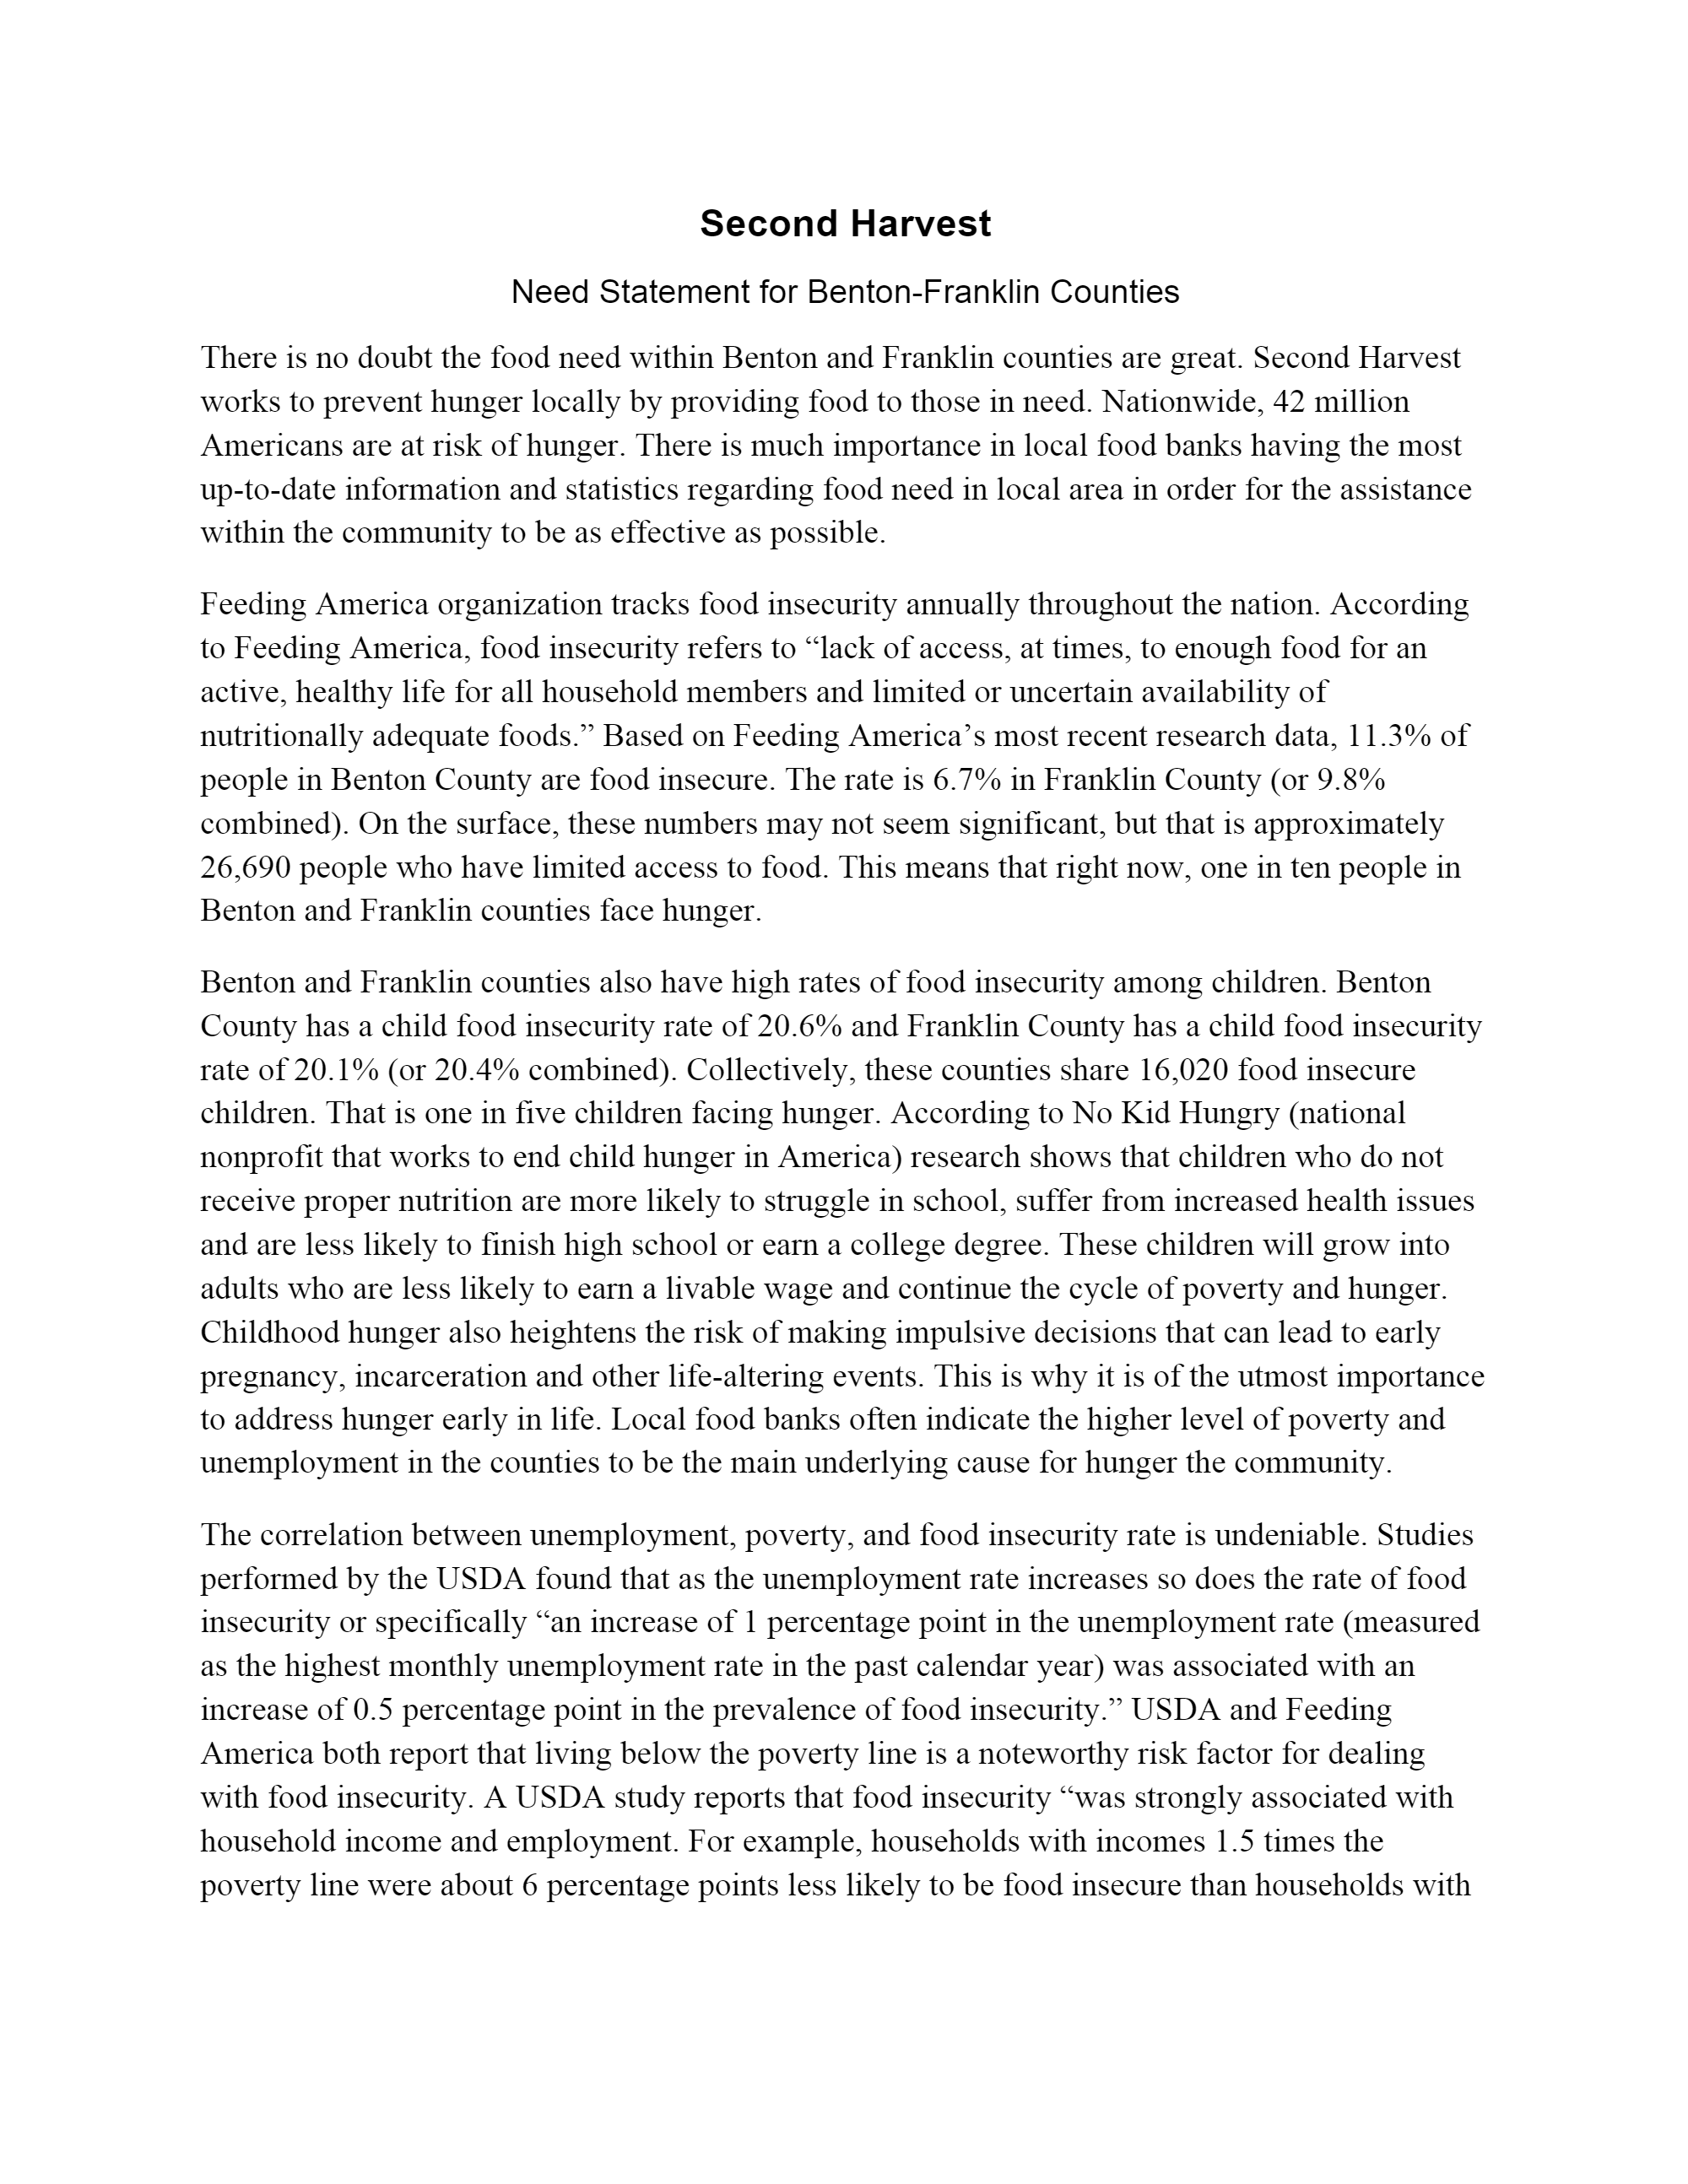 Second Harvest
Need Statement for Benton-Franklin Counties
There is no doubt the food need within Benton and Franklin counties are great. Second Harvest
works to prevent hunger locally by providing food to those in need. Nationwide, 42 million
Americans are at risk of hunger. There is much importance in local food banks having the most
up-to-date information and statistics regarding food need in local area in order for the assistance
within the community to be as effective as possible.
Feeding America organization tracks food insecurity annually throughout the nation. According
to Feeding America, food insecurity refers to “lack of access, at times, to enough food for an
active, healthy life for all household members and limited or uncertain availability of
nutritionally adequate foods.” Based on Feeding America’s most recent research data, 11.3% of
people in Benton County are food insecure. The rate is 6.7% in Franklin County (or 9.8%
combined). On the surface, these numbers may not seem significant, but that is approximately
26,690 people who have limited access to food. This means that right now, one in ten people in
Benton and Franklin counties face hunger.
Benton and Franklin counties also have high rates of food insecurity among children. Benton
County has a child food insecurity rate of 20.6% and Franklin County has a child food insecurity
rate of 20.1% (or 20.4% combined). Collectively, these counties share 16,020 food insecure
children. That is one in five children facing hunger. According to No Kid Hungry (national
nonprofit that works to end child hunger in America) research shows that children who do not
receive proper nutrition are more likely to struggle in school, suffer from increased health issues
and are less likely to finish high school or earn a college degree. These children will grow into
adults who are less likely to earn a livable wage and continue the cycle of poverty and hunger.
Childhood hunger also heightens the risk of making impulsive decisions that can lead to early
pregnancy, incarceration and other life-altering events. This is why it is of the utmost importance
to address hunger early in life. Local food banks often indicate the higher level of poverty and
unemployment in the counties to be the main underlying cause for hunger the community.
The correlation between unemployment, poverty, and food insecurity rate is undeniable. Studies
performed by the USDA found that as the unemployment rate increases so does the rate of food
insecurity or specifically “an increase of 1 percentage point in the unemployment rate (measured
as the highest monthly unemployment rate in the past calendar year) was associated with an
increase of 0.5 percentage point in the prevalence of food insecurity.” USDA and Feeding
America both report that living below the poverty line is a noteworthy risk factor for dealing
with food insecurity. A USDA study reports that food insecurity “was strongly associated with
household income and employment. For example, households with incomes 1.5 times the
poverty line were about 6 percentage points less likely to be food insecure than households with